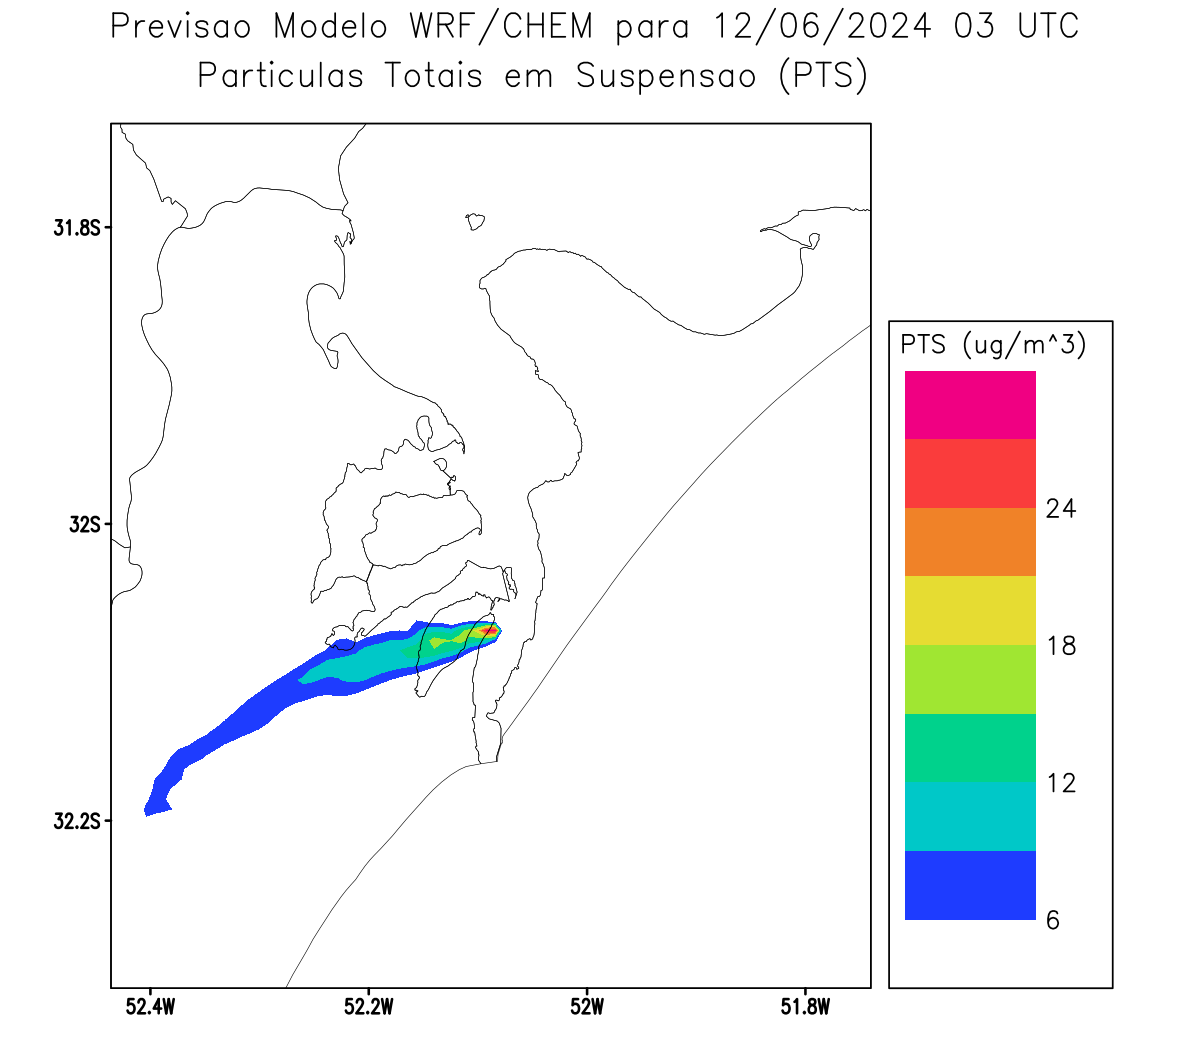 Previsao Modelo WRF/CHEM para 12/06/2024 03 UTC
Particulas Totais em Suspensao (PTS)
31.8S
32S
32.2S
52.4W
52.2W
52W
51.8W
PTS (ug/m^3)
24
18
12
6